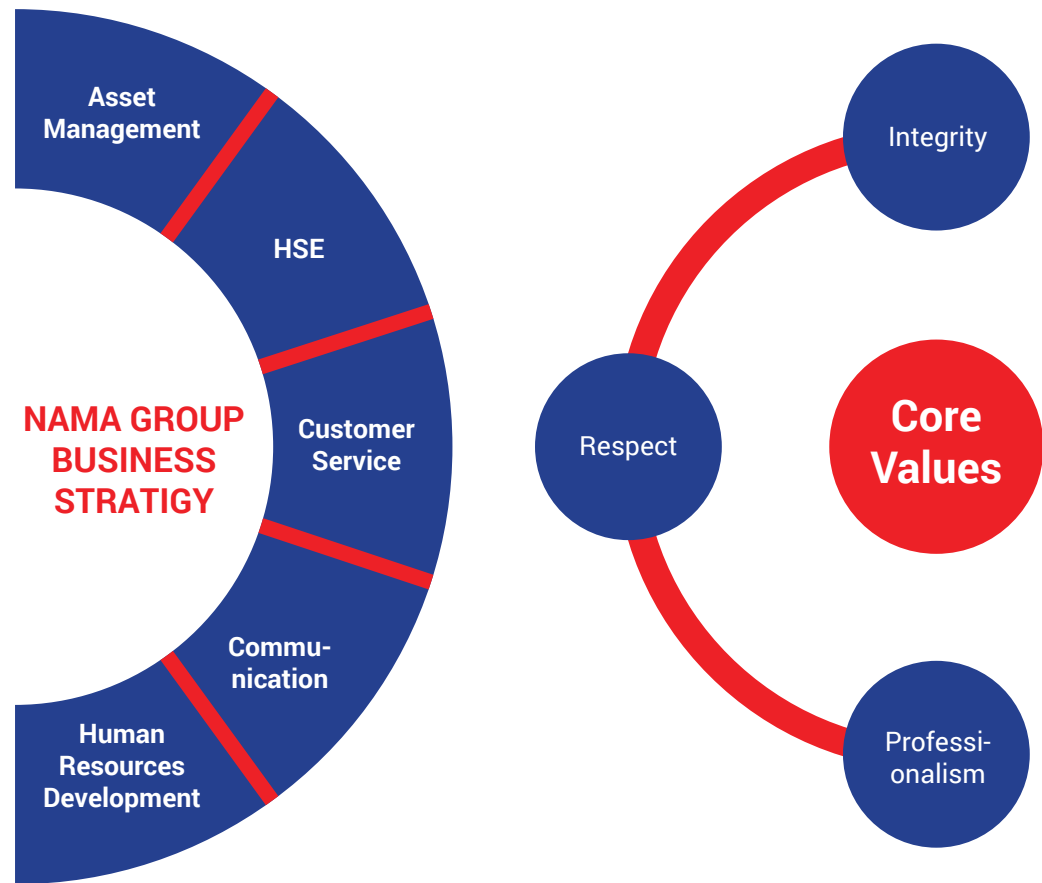 Asset
Management
HSE
Customer
Service
Commu-
nication
Human
Resources
Development
NAMA GROUP
BUSINESS
STRATIGY
Integrity
Respect
Professi-
onalism
Core
Values